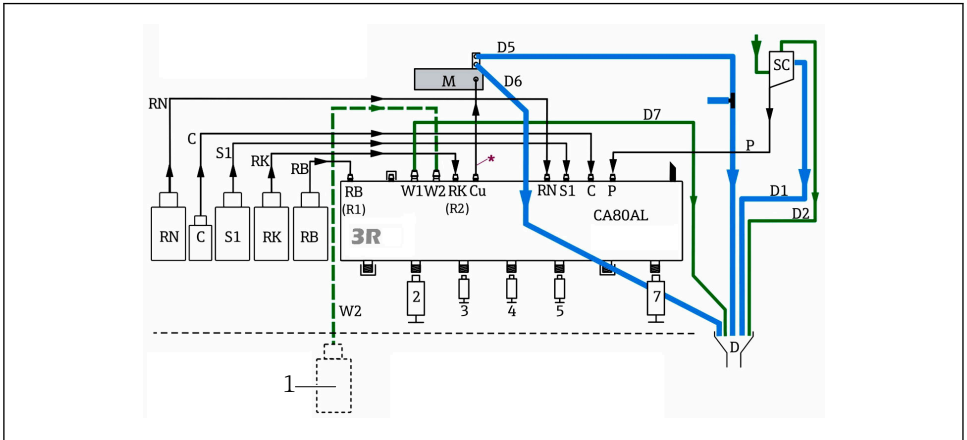 D5
SC
M
D6
RN
D7
C
S1
RK
RB
*
P
RB
W1 W2 RK Cu
RN S1 C P
(R1)
(R2)
CA80AL
D1
D2
RN
C
S1
RK
RB
3R
2
3
4
5
7
W2
D
1